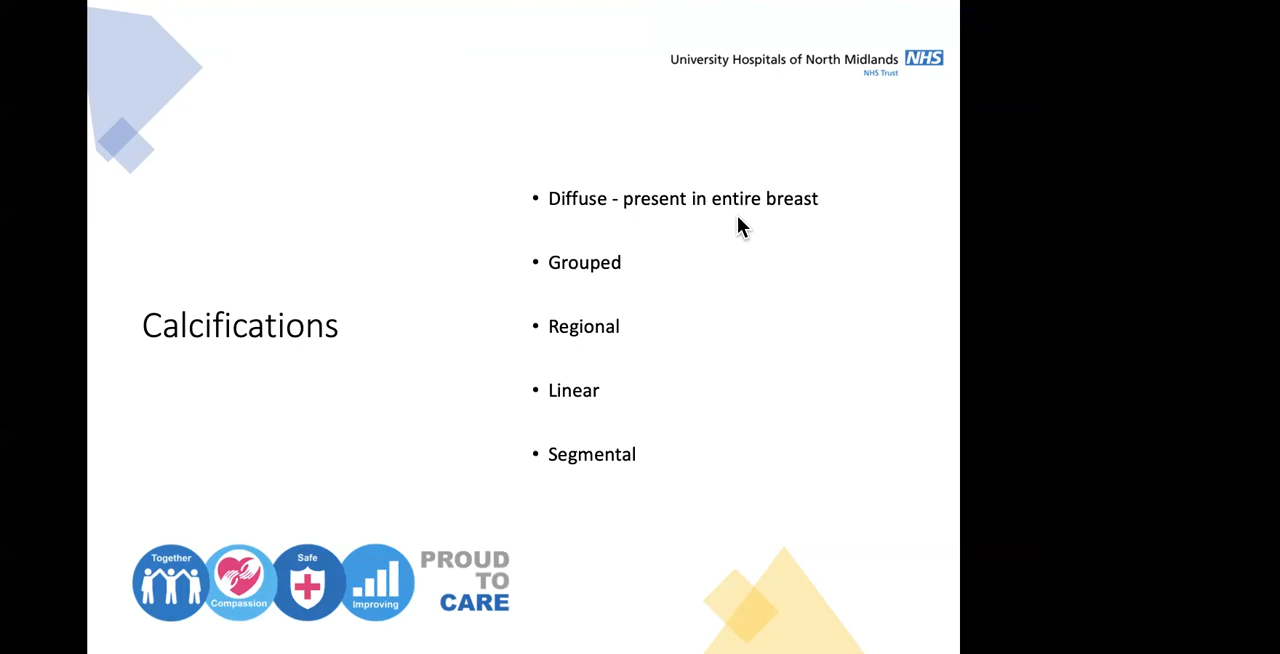 University Hospitals of North Midlands NHS
NHS Trust
Calcifications
• Diffuse - present in entire breast
• Grouped
• Regional
• Linear
• Segmental
Together
Compassion
Safe
Improving
PROUD
TO
CARE